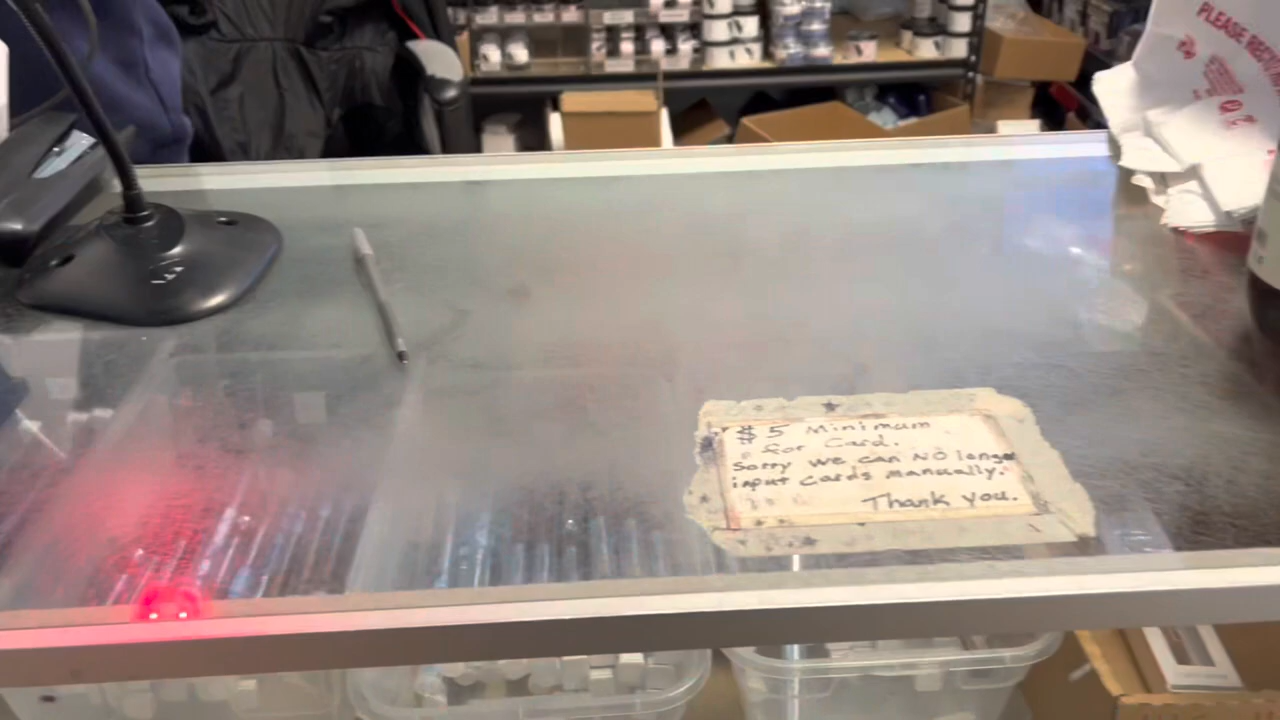 PLEASE RE
$5 Minimum
for Card.
Sorry we can NO longer
input cards manually.
Thank you.